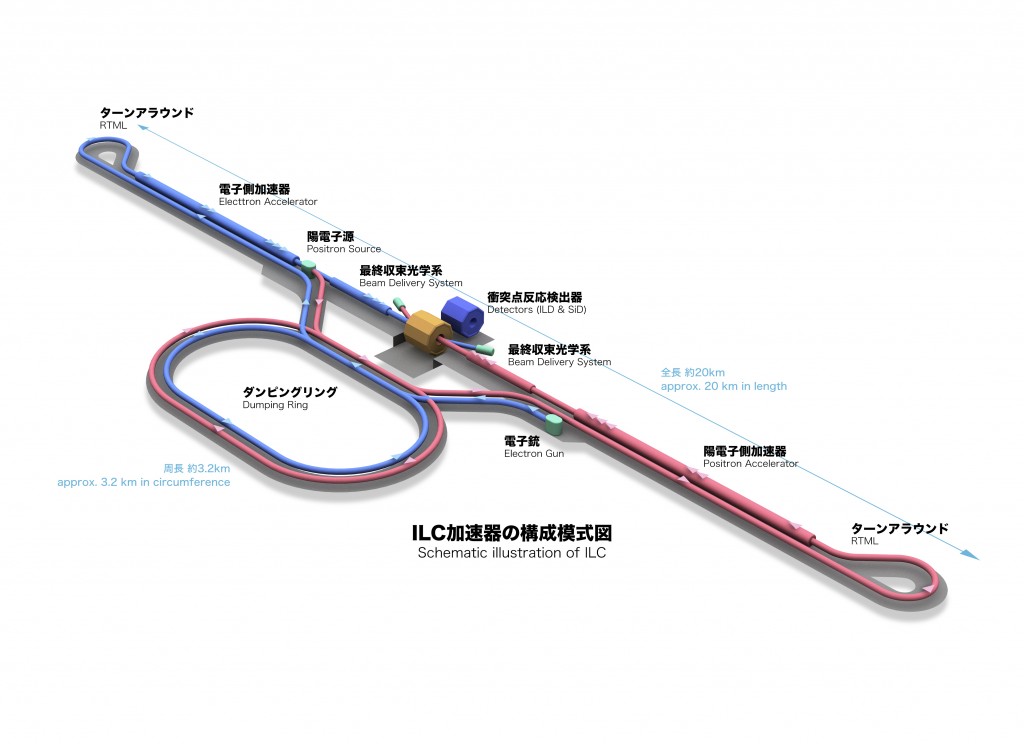 ターンアラウンド
RTML
電子側加速器
Electtron Accelerator
陽電子源
Positron Source
最終収束光学系
Beam Delivery System
衝突点反応検出器
Detectors (ILD & SiD)
最終収束光学系
Beam Delivery System
全長 約20km
approx. 20 km in length
ダンピングリング
Dumping Ring
電子銃
Electron Gun
陽電子側加速器
Positron Accelerator
周長 約3.2km
approx. 3.2 km in circumference
ターンアラウンド
RTML
ILC加速器の構成模式図
Schematic illustration of ILC